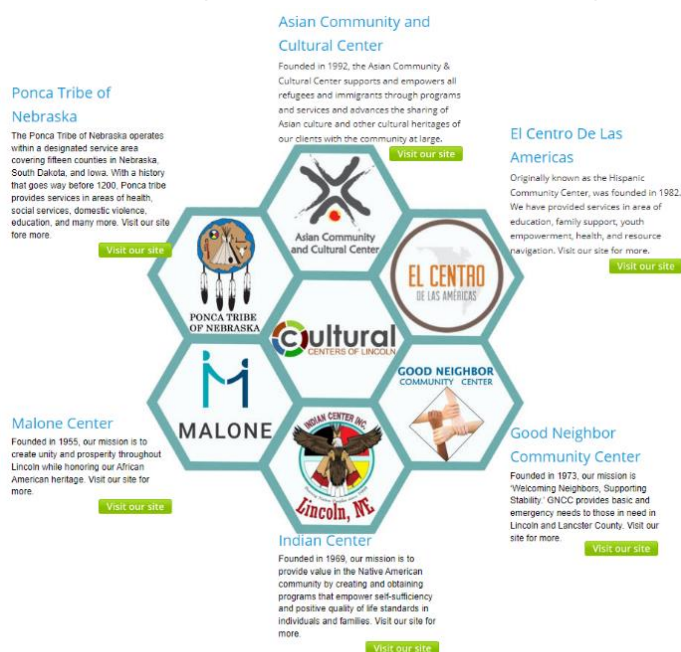 Asian Community and
Cultural Center
Founded in 1992, the Asian Community &
Cultural Center supports and empowers all
refugees and immigrants through programs
and services and advances the sharing of
Asian culture and other cultural heritages of
our clients with the community at large.
Visit our site
Ponca Tribe of
Nebraska
The Ponca Tribe of Nebraska operates
within a designated service area
covering fifteen counties in Nebraska,
South Dakota, and Iowa. With a history
that goes way before 1200, Ponca tribe
provides services in areas of health,
social services, domestic violence,
education, and many more. Visit our site
fore more.
Visit our site
El Centro De Las
Americas
Originally known as the Hispanic
Community Center, was founded in 1982.
We have provided services in area of
education, family support, youth
empowerment, health, and resource
navigation. Visit our site for more.
Visit our site
Asian Community
and Cultural Center
PONCA TRIBE
OF NEBRASKA
EL CENTRO
DE LAS AMÉRICAS
Cultural
CENTERS OF LINCOLN
MALONE
GOOD NEIGHBOR
COMMUNITY CENTER
INDIAN CENTER INC.
Lincoln, NE
Malone Center
Founded in 1955, our mission is to
create unity and prosperity throughout
Lincoln while honoring our African
American heritage. Visit our site for
more.
Visit our site
Good Neighbor
Community Center
Founded in 1973, our mission is
'Welcoming Neighbors, Supporting
Stability.' GNCC provides basic and
emergency needs to those in need in
Lincoln and Lancster County. Visit our
site for more.
Visit our site
Indian Center
Founded in 1969, our mission is to
provide value in the Native American
community by creating and obtaining
programs that empower self-sufficiency
and positive quality of life standards in
individuals and families. Visit our site for
more.
Visit our site